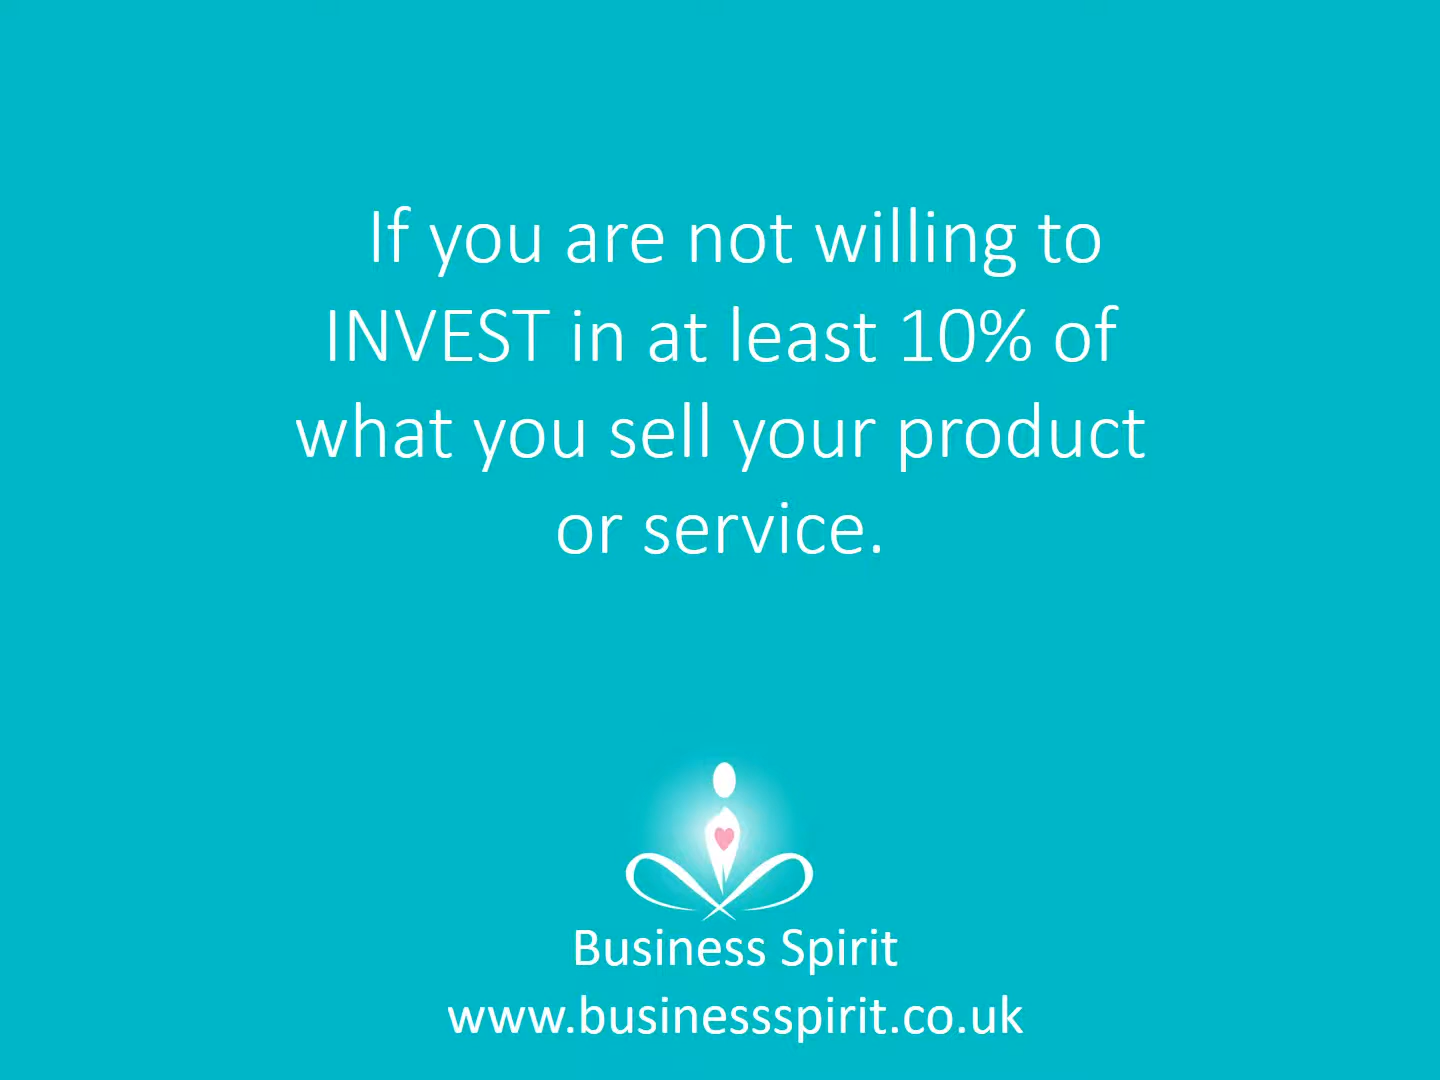 If you are not willing to
INVEST in at least 10% of
what you sell your product
or service.
Business Spirit
www.businessspirit.co.uk